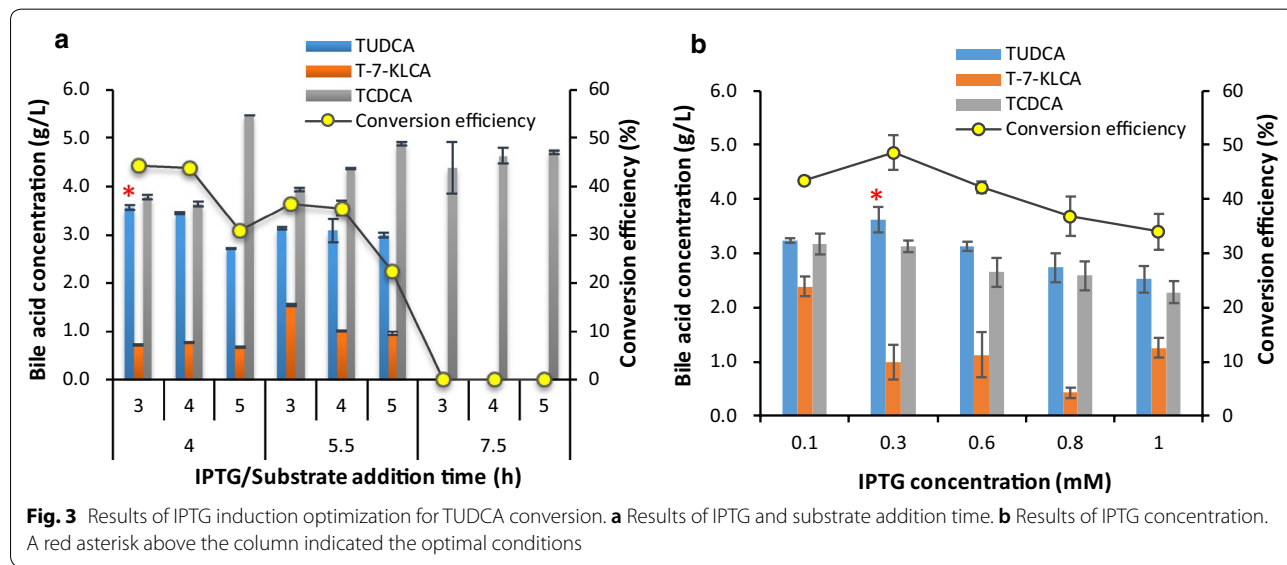 a
TUDCA
T-7-KLCA
TCDCA
Conversion efficiency
Bile acid concentration (g/L)
6.0
5.0
4.0
3.0
2.0
1.0
0.0
*
60
50
40
30
20
10
0
Conversion efficiency (%)
3 4 5 3 4 5 3 4 5
4 5.5 7.5
IPTG/Substrate addition time (h)
b
TUDCA
T-7-KLCA
TCDCA
Conversion efficiency
Bile acid concentration (g/L)
6.0
5.0
4.0
3.0
2.0
1.0
0.0
*
60
50
40
30
20
10
0
Conversion efficiency (%)
0.1 0.3 0.6 0.8 1
IPTG concentration (mM)
Fig. 3 Results of IPTG induction optimization for TUDCA conversion. a Results of IPTG and substrate addition time. b Results of IPTG concentration.
A red asterisk above the column indicated the optimal conditions